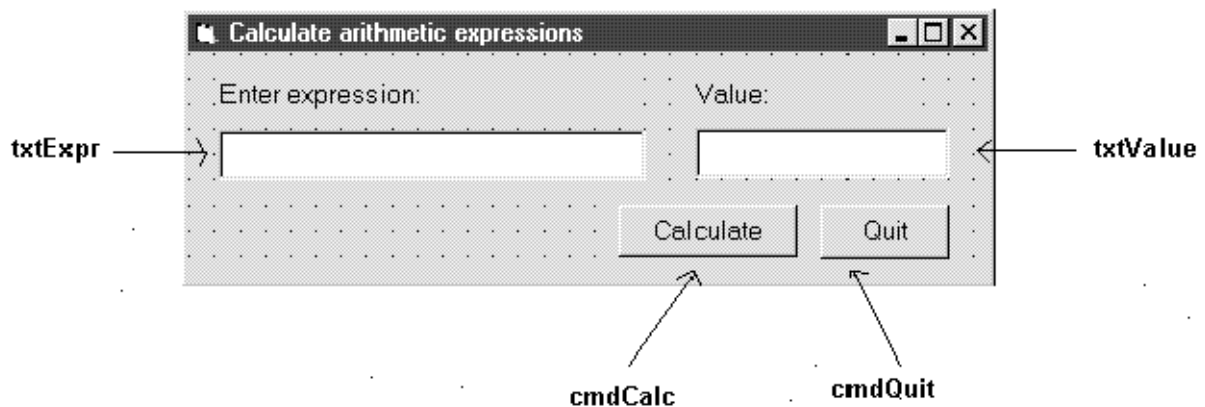 Calculate arithmetic expressions
Enter expression: Value:
txtExpr txtValue
Calculate Quit
cmdCalc cmdQuit